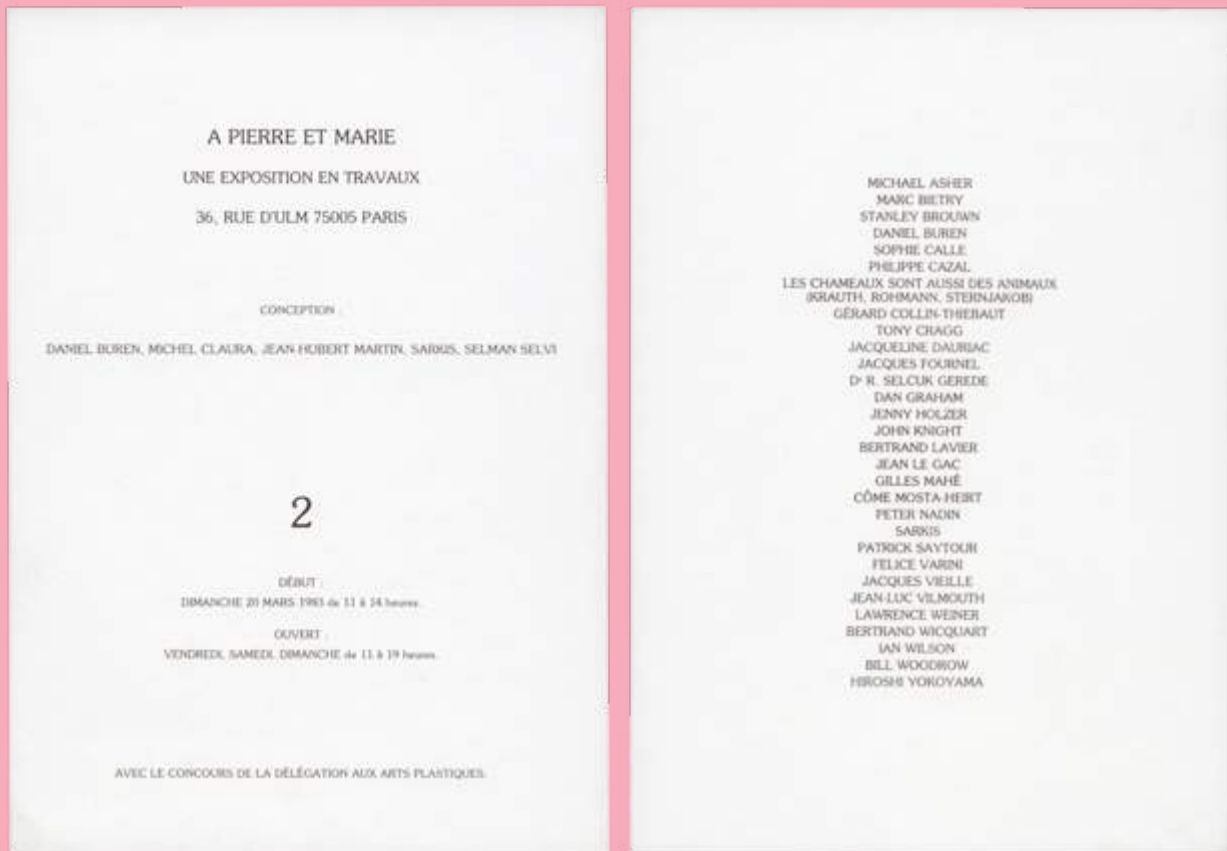 A PIERRE ET MARIE
UNE EXPOSITION EN TRAVAUX
36, RUE D'ULM 75005 PARIS
CONCEPTION :
DANIEL BUREN, MICHEL CLAURA, JEAN-HUBERT MARTIN, SARKIS, SELMAN SELVI
2
DÉBUT :
DIMANCHE 20 MARS 1983 de 11 à 14 heures.
OUVERT :
VENDREDI, SAMEDI, DIMANCHE de 11 à 19 heures.
AVEC LE CONCOURS DE LA DÉLÉGATION AUX ARTS PLASTIQUES.
MICHAEL ASHER
MARC BIETRY
STANLEY BROUWN
DANIEL BUREN
SOPHIE CALLE
PHILIPPE CAZAL
LES CHAMEAUX SONT AUSSI DES ANIMAUX
(KRAUTH, ROHMANN, STERNJAKOB)
GÉRARD COLLIN-THIEBAUT
TONY CRAGG
JACQUELINE DAURIAC
JACQUES FOURNEL
Dr R. SELCUK GEREDE
DAN GRAHAM
JENNY HOLZER
JOHN KNIGHT
BERTRAND LAVIER
JEAN LE GAC
GILLES MAHÉ
CÔME MOSTA-HEIRT
PETER NADIN
SARKIS
PATRICK SAYTOUR
FELICE VARINI
JACQUES VIEILLE
JEAN-LUC VILMOUTH
LAWRENCE WEINER
BERTRAND WICQUART
IAN WILSON
BILL WOODROW
HIROSHI YOKOYAMA